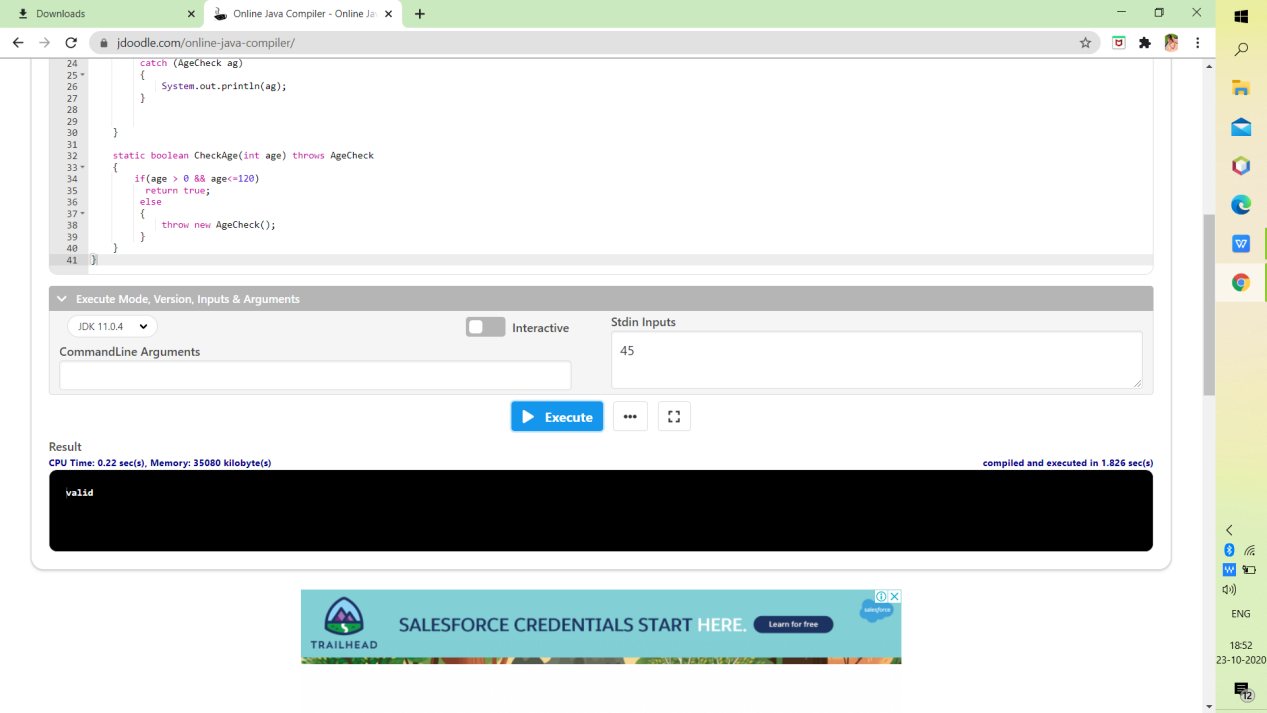 Downloads
Online Java Compiler - Online Ja
jdoodle.com/online-java-compiler/
24 catch (AgeCheck ag)
25 {
26 System.out.println(ag);
27 }
28
29
30 }
31
32 static boolean CheckAge(int age) throws AgeCheck
33 {
34 if(age > 0 && age<=120)
35 return true;
36 else
37 {
38 throw new AgeCheck();
39 }
40 }
41 }
Execute Mode, Version, Inputs & Arguments
JDK 11.0.4
Interactive
Stdin Inputs
CommandLine Arguments
45
Execute
Result
CPU Time: 0.22 sec(s), Memory: 35080 kilobyte(s)
compiled and executed in 1.826 sec(s)
valid
TRAILHEAD
SALESFORCE CREDENTIALS START HERE.
Learn for free
salesforce
ENG
18:52
23-10-2020
12